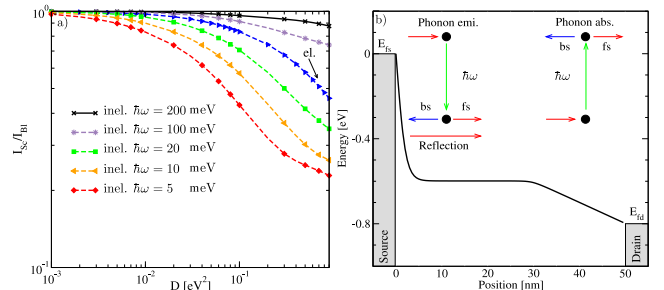 a)
10⁰
10⁻¹
I_Sc/I_Bl
el.
inel. ℏω = 200 meV
inel. ℏω = 100 meV
inel. ℏω = 20 meV
inel. ℏω = 10 meV
inel. ℏω = 5 meV
10⁻³ 10⁻² 10⁻¹
D [eV²]
b)
Phonon emi. Phonon abs.
E_fs
bs fs
ℏω ℏω
bs fs
Reflection
0
-0.4
-0.6
-0.8
Energy [eV]
E_fd
Source
Drain
0 10 20 30 40 50
Position [nm]